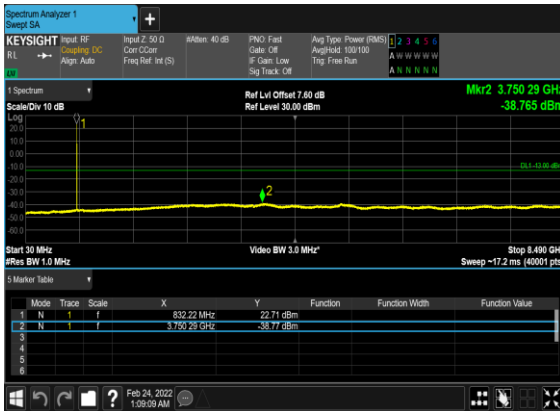 Spectrum Analyzer 1
Swept SA
KEYSIGHT
RL
Input: RF
Coupling: DC
Align: Auto
Input Z: 50 Ω
Corr CCorr
Freq Ref: Int (S)
#Atten: 40 dB
PNO: Fast
Gate: Off
IF Gain: Low
Sig Track: Off
Avg Type: Power (RMS)
Avg|Hold: 100/100
Trig: Free Run
1 2 3 4 5 6
A W W W W W
A N N N N N
1 Spectrum
Scale/Div 10 dB
Ref Lvl Offset 7.60 dB
Ref Level 30.00 dBm
Mkr2 3.750 29 GHz
-38.765 dBm
Log
20.0
10.0
0.00
-10.0
-20.0
-30.0
-40.0
-50.0
-60.0
1
2
DL1 -13.00 dBm
Start 30 MHz
#Res BW 1.0 MHz
Video BW 3.0 MHz*
Stop 8.490 GHz
Sweep ~17.2 ms (40001 pts)
5 Marker Table
Mode Trace Scale X Y Function Function Width Function Value
1 N 1 f 832.22 MHz 22.71 dBm
2 N 1 f 3.750 29 GHz -38.77 dBm
3
4
5
6
?
Feb 24, 2022
1:09:09 AM